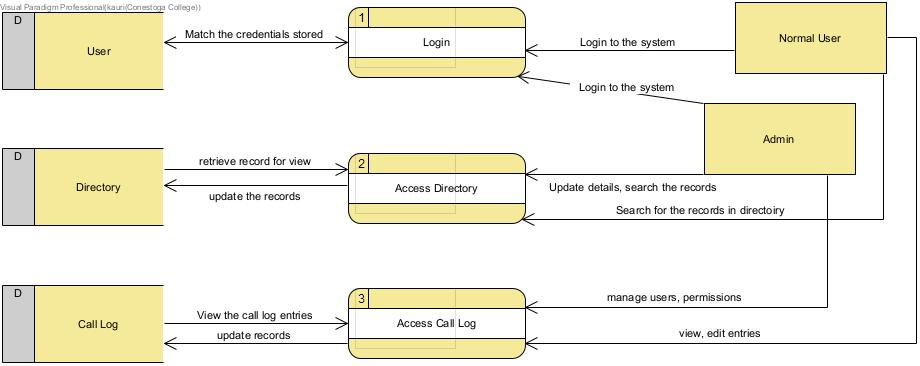 Visual Paradigm Professional(kauri(Conestoga College))
D
User
Match the credentials stored
1
Login
Login to the system
Normal User
Login to the system
Admin
D
Directory
retrieve record for view
update the records
2
Access Directory
Update details, search the records
Search for the records in directoiry
D
Call Log
View the call log entries
update records
3
Access Call Log
manage users, permissions
view, edit entries